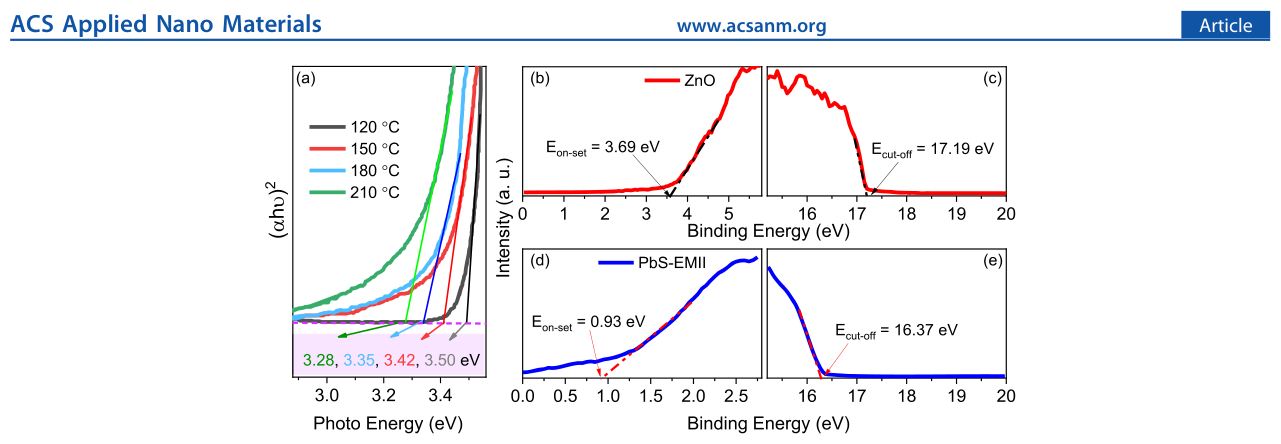 ACS Applied Nano Materials
www.acsanm.org
Article
(a)
120 °C
150 °C
180 °C
210 °C
(αhυ)²
3.28, 3.35, 3.42, 3.50 eV
3.0 3.2 3.4
Photo Energy (eV)
Intensity (a. u.)
(b)
ZnO
E_on-set = 3.69 eV
0 1 2 3 4 5
(c)
E_cut-off = 17.19 eV
16 17 18 19 20
Binding Energy (eV)
(d)
PbS-EMII
E_on-set = 0.93 eV
0.0 0.5 1.0 1.5 2.0 2.5
(e)
E_cut-off = 16.37 eV
16 17 18 19 20
Binding Energy (eV)